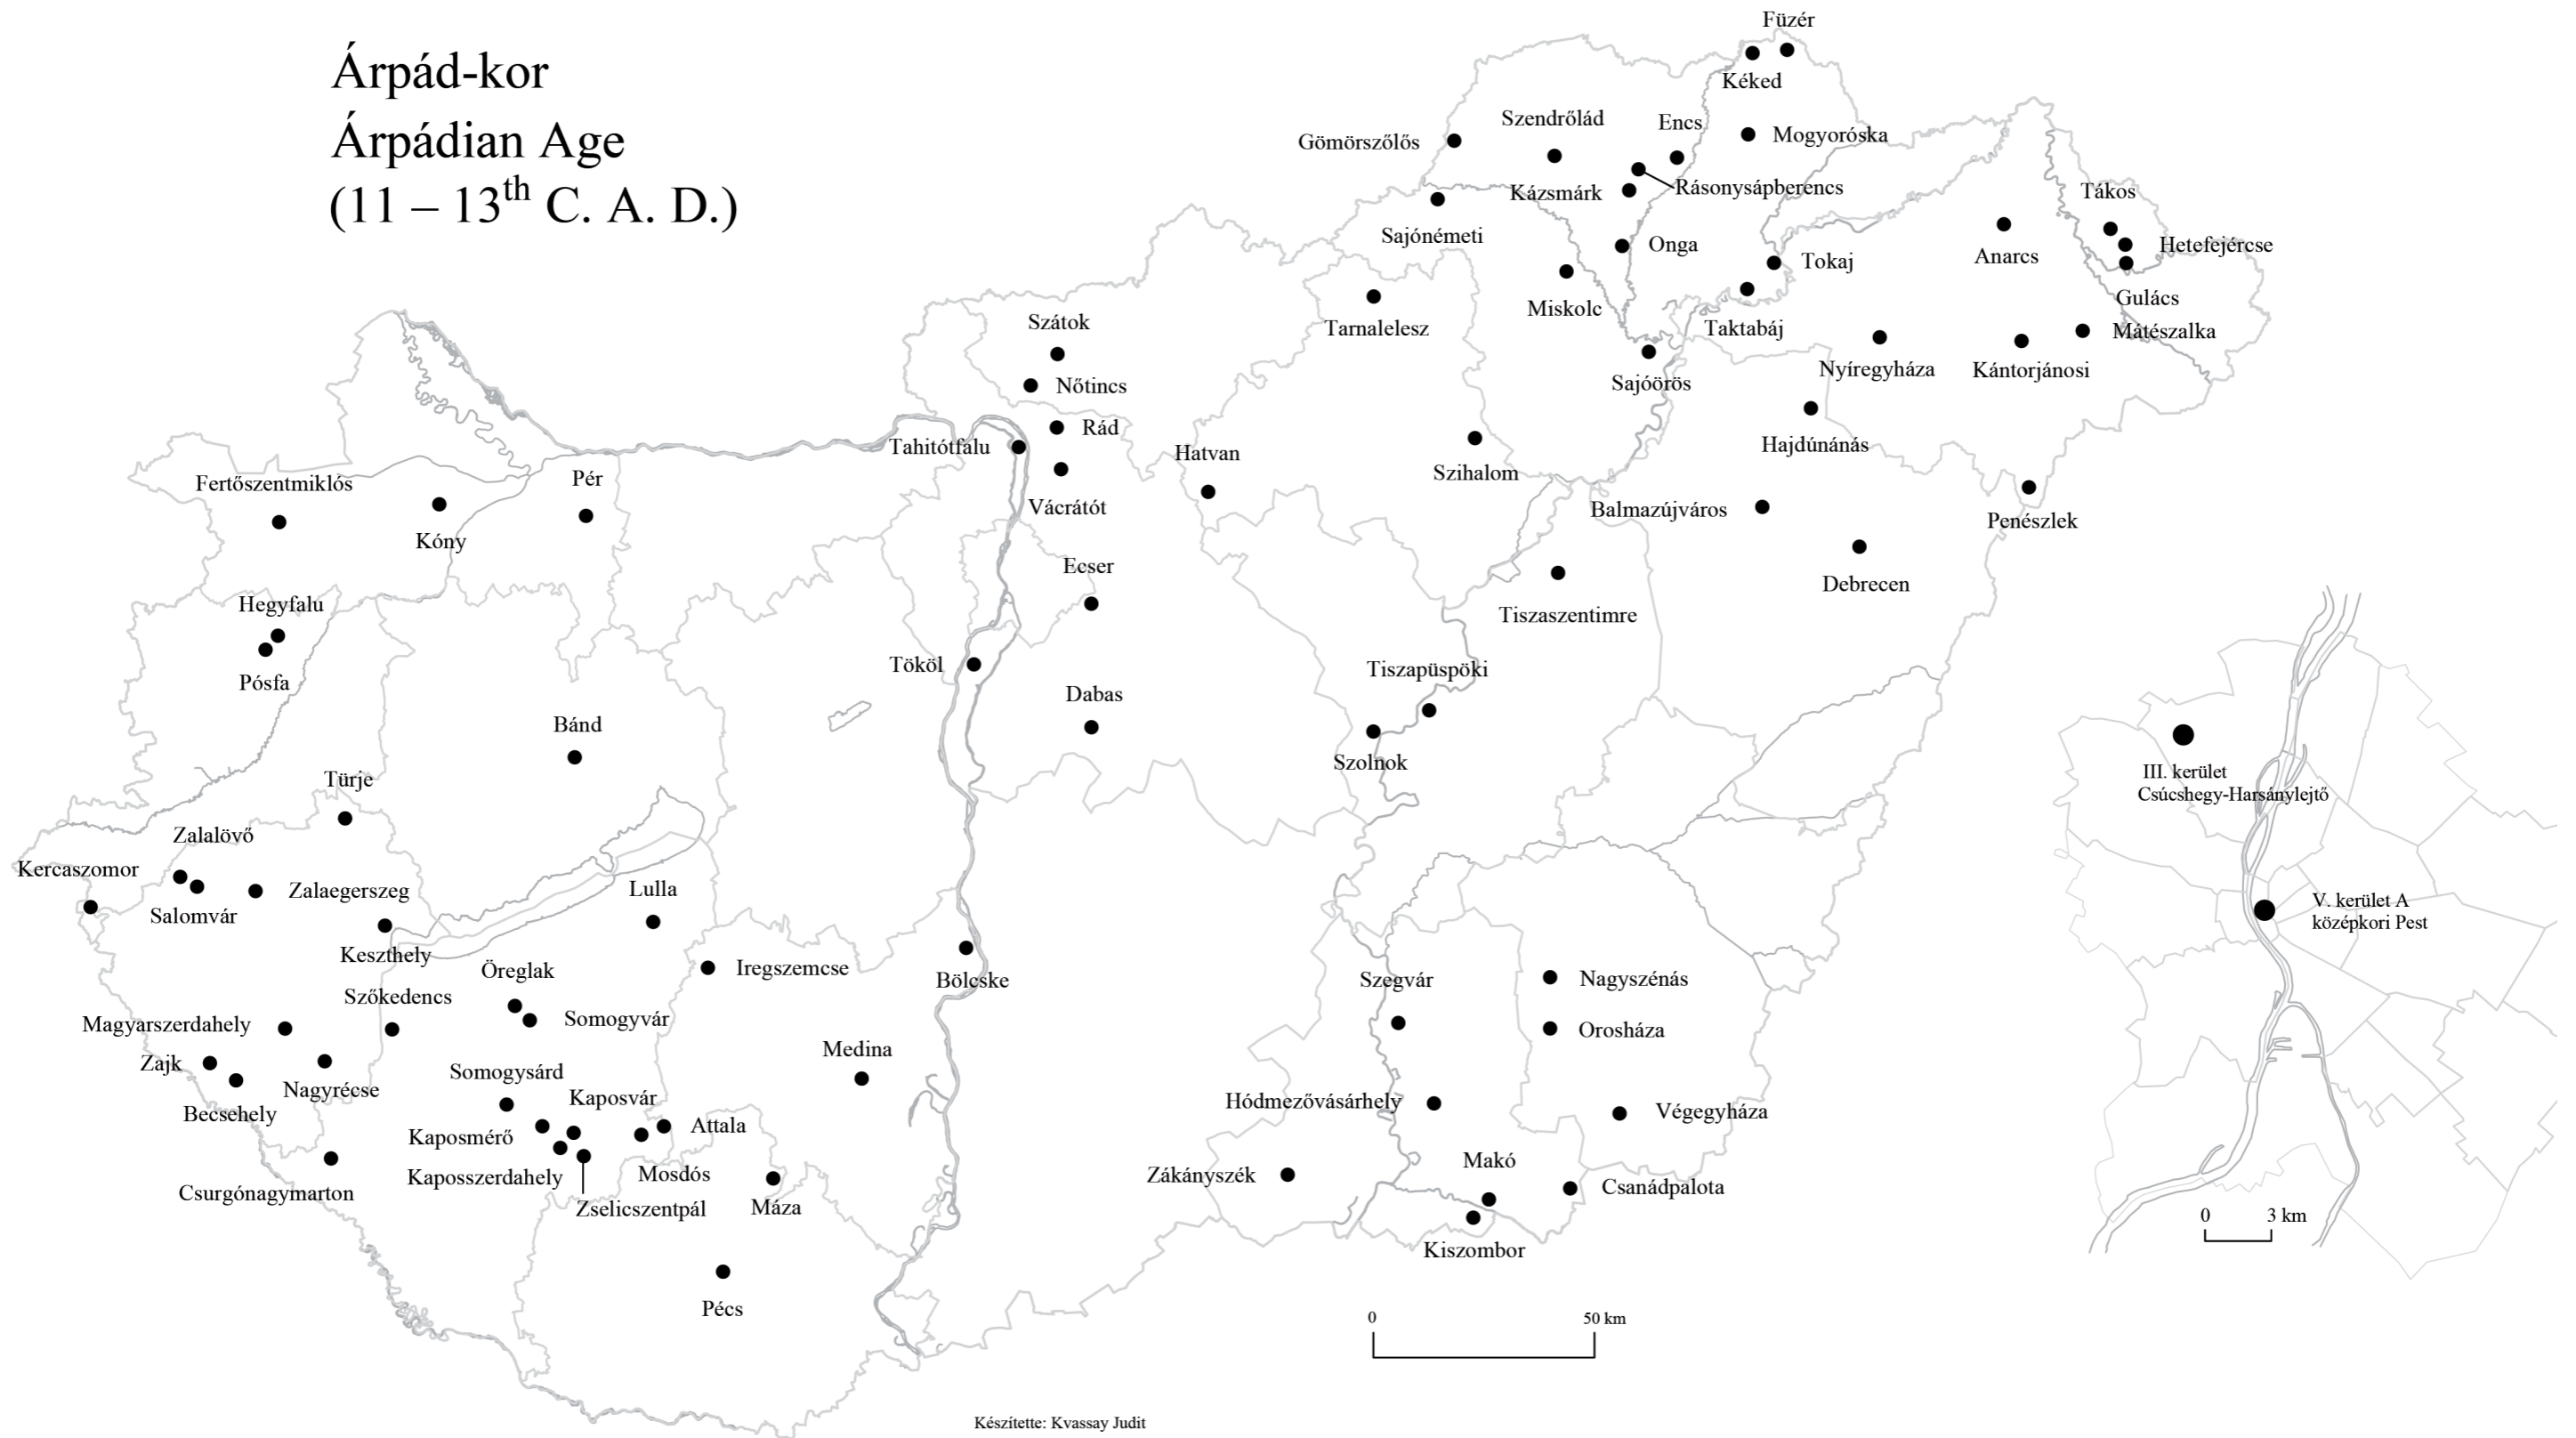 Árpád-kor
Árpádian Age
(11 – 13th C. A. D.)
Füzér
Kéked
Szendrőlád
Encs
Gömörszőlős
Mogyoróska
Kázsmárk
Rásonysápberencs
Tákos
Sajónémeti
Onga
Hetefejércse
Anarcs
Tokaj
Gulács
Miskolc
Szátok
Tarnalelesz
Taktabáj
Mátészalka
Nyíregyháza
Kántorjánosi
Sajóörös
Nőtincs
Rád
Tahitótfalu
Hajdúnánás
Hatvan
Szihalom
Pér
Fertőszentmiklós
Vácrátót
Balmazújváros
Penészlek
Kóny
Ecser
Debrecen
Hegyfalu
Tiszaszentimre
Tököl
Tiszapüspöki
Pósfa
Dabas
Bánd
Szolnok
III. kerület
Csúcshegy-Harsánylejtő
Türje
Zalalövő
Kercaszomor
Zalaegerszeg
Lulla
V. kerület A
középkori Pest
Salomvár
Keszthely
Öreglak
Iregszemcse
Bölcske
Szegvár
Nagyszénás
Szőkedencs
Somogyvár
Magyarszerdahely
Orosháza
Medina
Zajk
Somogysárd
Nagyrécse
Kaposvár
Hódmezővásárhely
Becsehely
Végegyháza
Attala
Kaposmérő
Makó
Mosdós
Zákányszék
Kaposszerdahely
Csanádpalota
Csurgónagymarton
Zselicszentpál
Máza
0 3 km
Kiszombor
Pécs
0 50 km
Készítette: Kvassay Judit